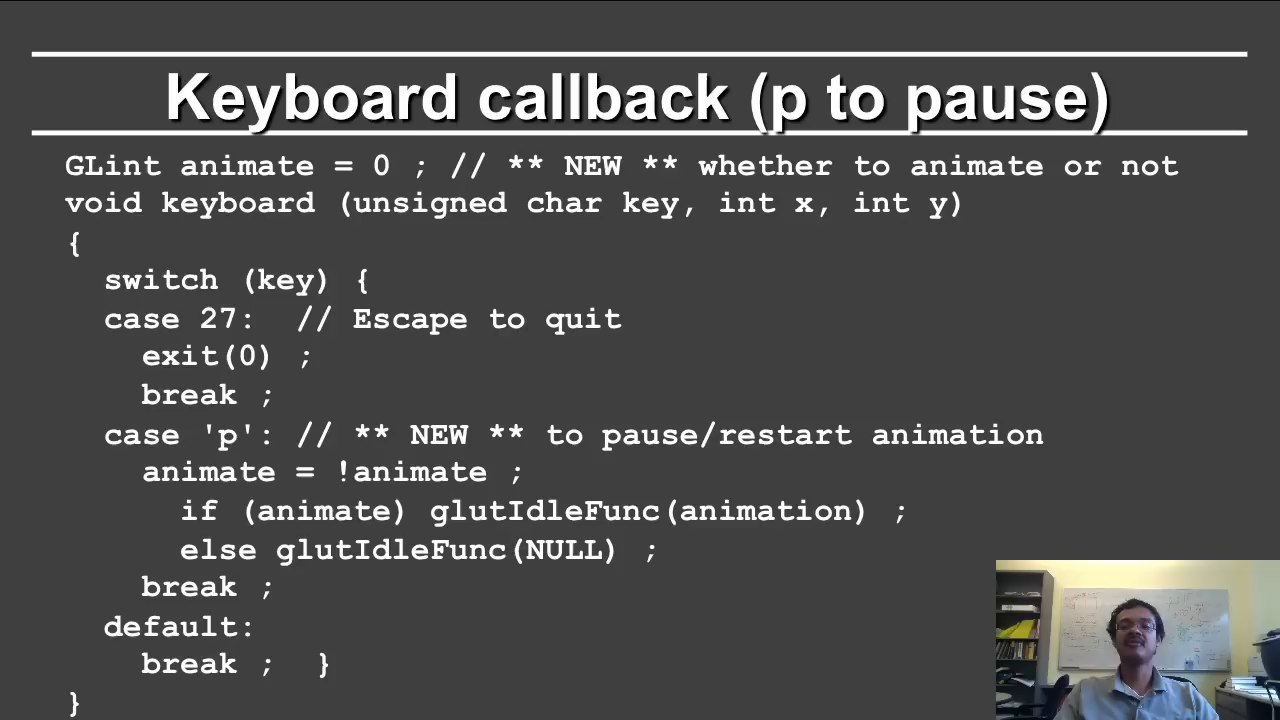 Keyboard callback (p to pause)
GLint animate = 0 ; // ** NEW ** whether to animate or not
void keyboard (unsigned char key, int x, int y)
{
  switch (key) {
  case 27:  // Escape to quit
    exit(0) ;
    break ;
  case 'p': // ** NEW ** to pause/restart animation
    animate = !animate ;
      if (animate) glutIdleFunc(animation) ;
      else glutIdleFunc(NULL) ;
    break ;
  default:
    break ;  }
}